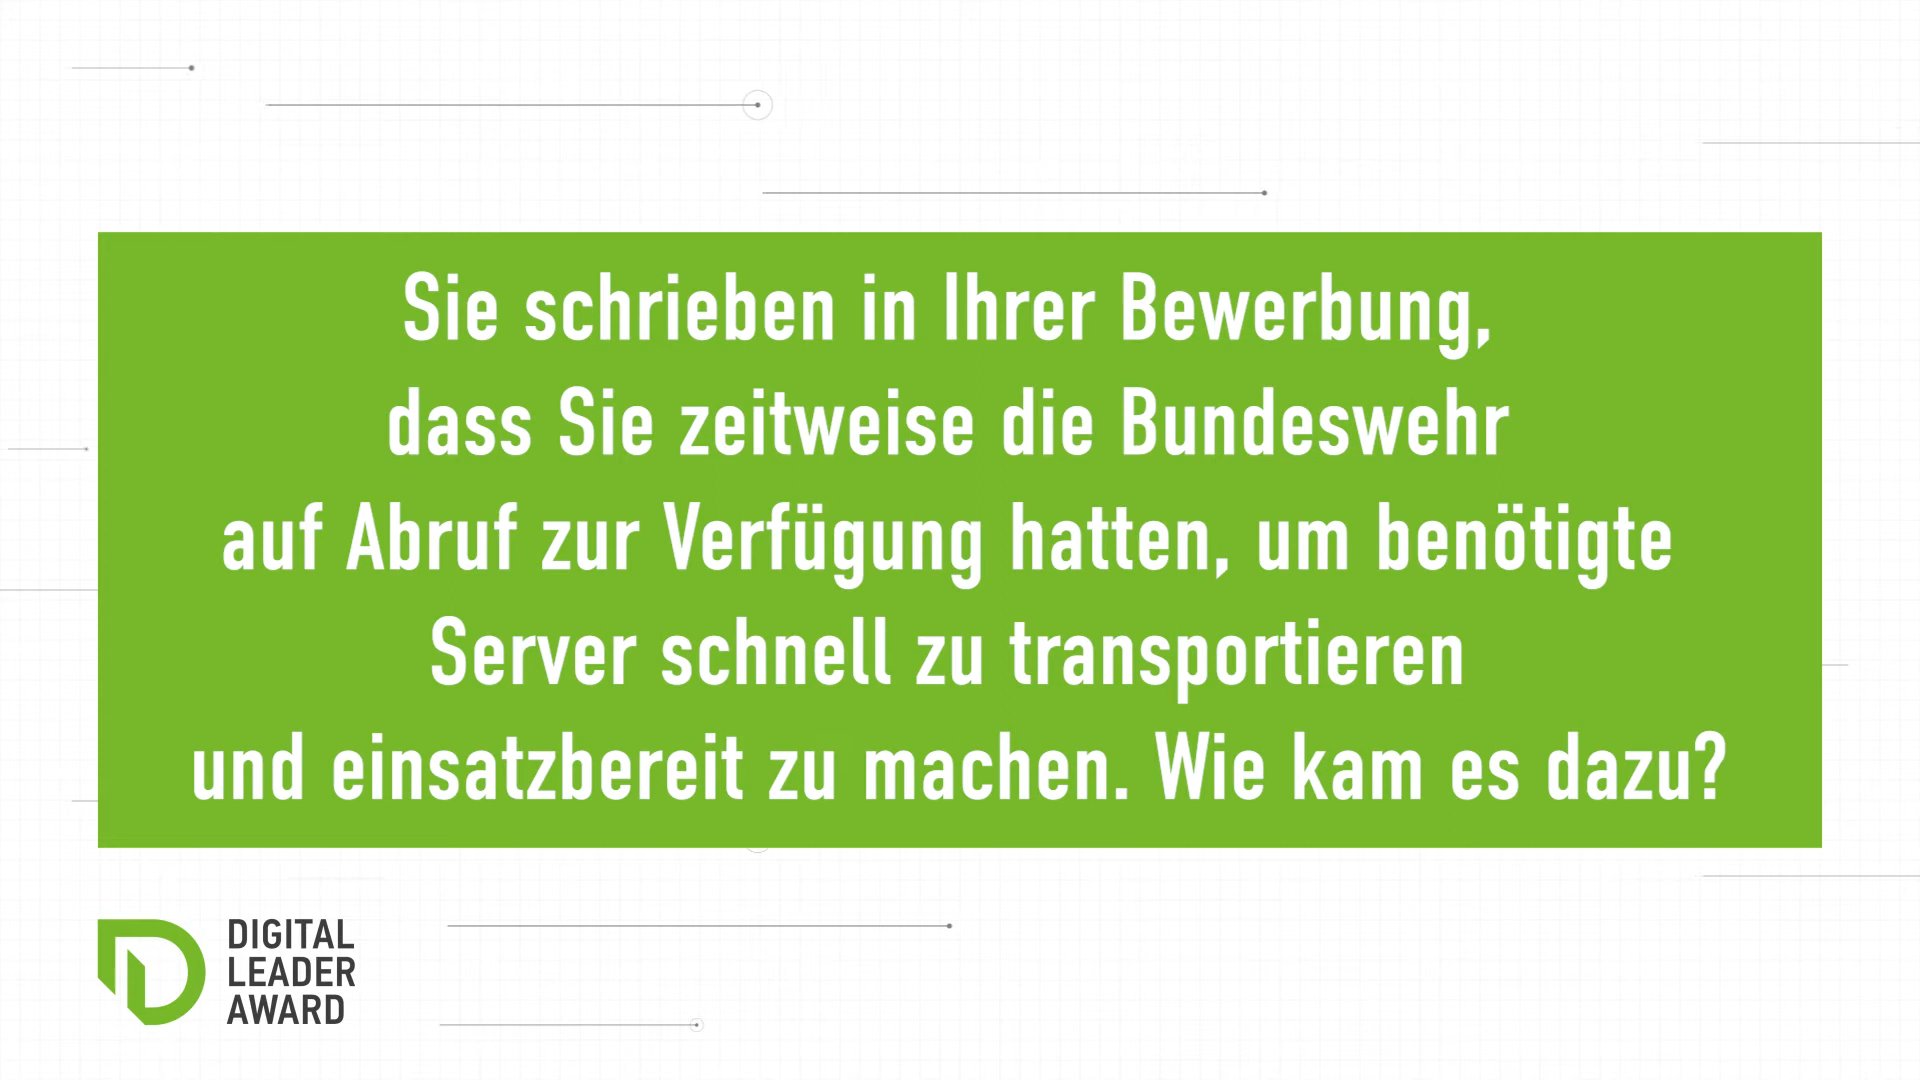 Sie schrieben in Ihrer Bewerbung,
dass Sie zeitweise die Bundeswehr
auf Abruf zur Verfügung hatten, um benötigte
Server schnell zu transportieren
und einsatzbereit zu machen. Wie kam es dazu?
DIGITAL
LEADER
AWARD